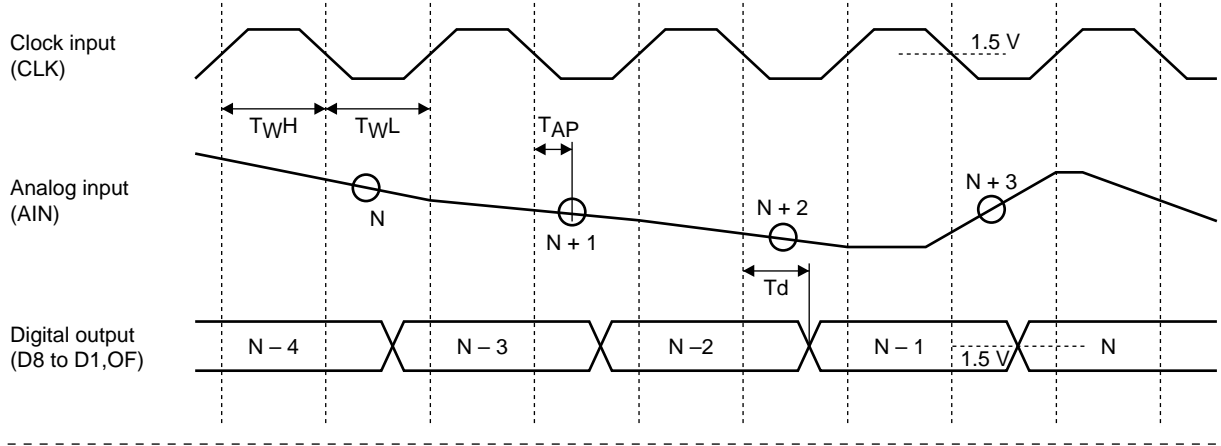 Clock input
(CLK)
1.5 V
TWH
TWL
TAP
Analog input
(AIN)
N
N + 1
N + 2
N + 3
Td
Digital output
(D8 to D1,OF)
N – 4
N – 3
N –2
N – 1
1.5 V
N